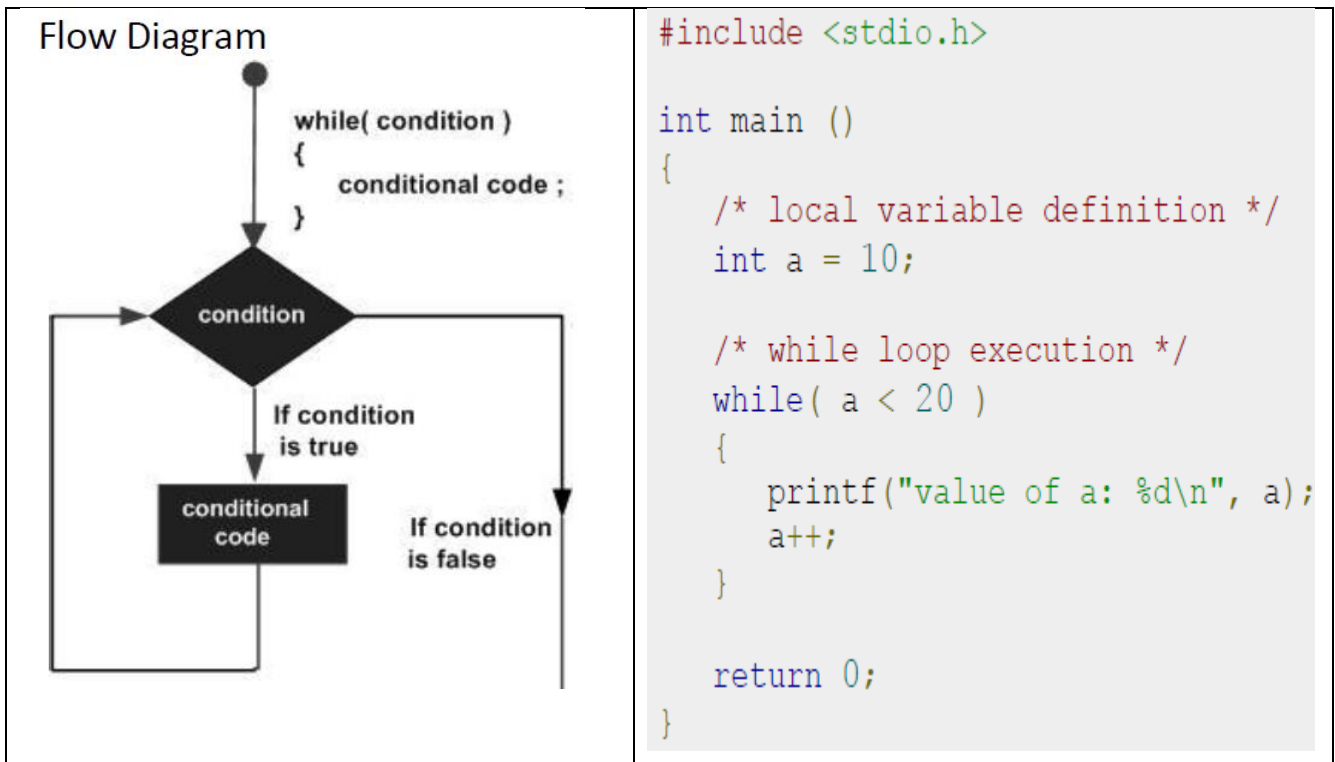 Flow Diagram
while( condition )
{
conditional code ;
}
condition
If condition
is true
conditional
code
If condition
is false
#include <stdio.h>
int main ()
{
/* local variable definition */
int a = 10;
/* while loop execution */
while( a < 20 )
{
printf("value of a: %d\n", a);
a++;
}
return 0;
}